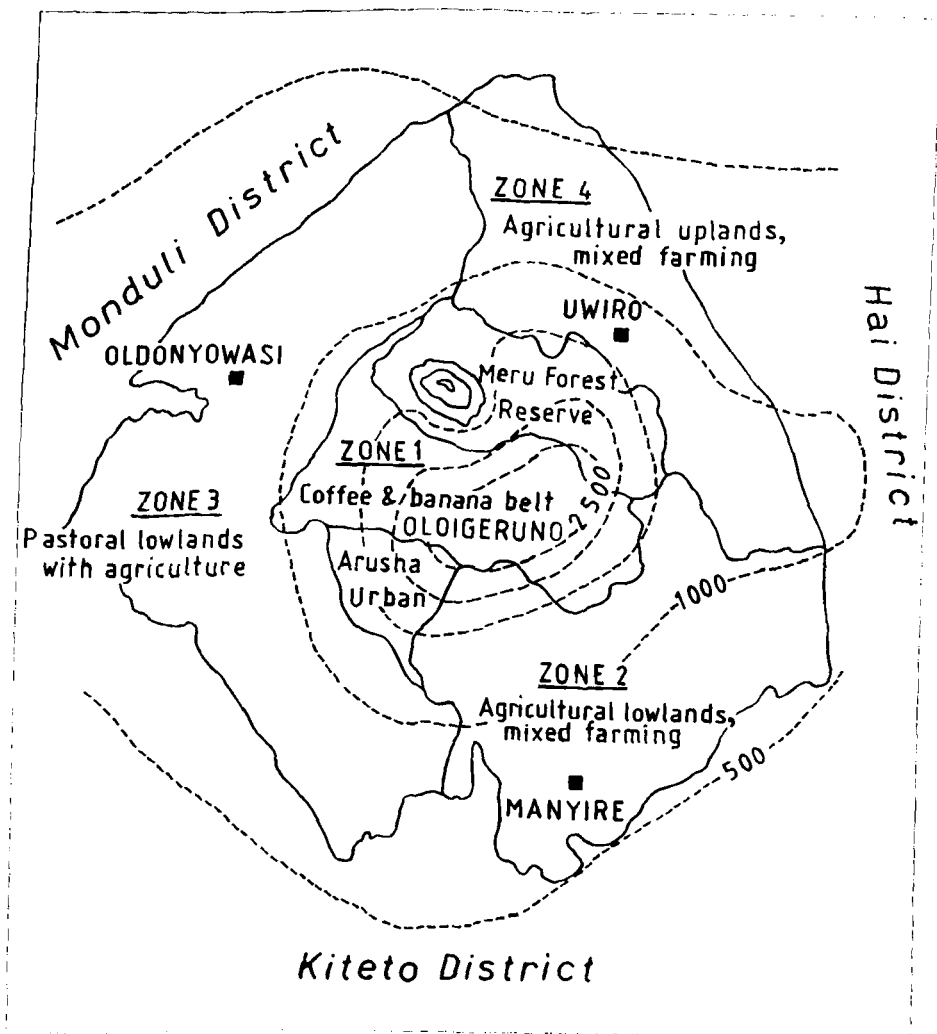 Monduli District
ZONE 4
Agricultural uplands,
mixed farming
UWIRO
Hai District
OLDONYOWASI
Meru Forest
Reserve
ZONE 1
Coffee & banana belt
OLOIGERUNO
2500
ZONE 3
Pastoral lowlands
with agriculture
Arusha
Urban
1000
ZONE 2
Agricultural lowlands,
mixed farming
500
MANYIRE
Kiteto District